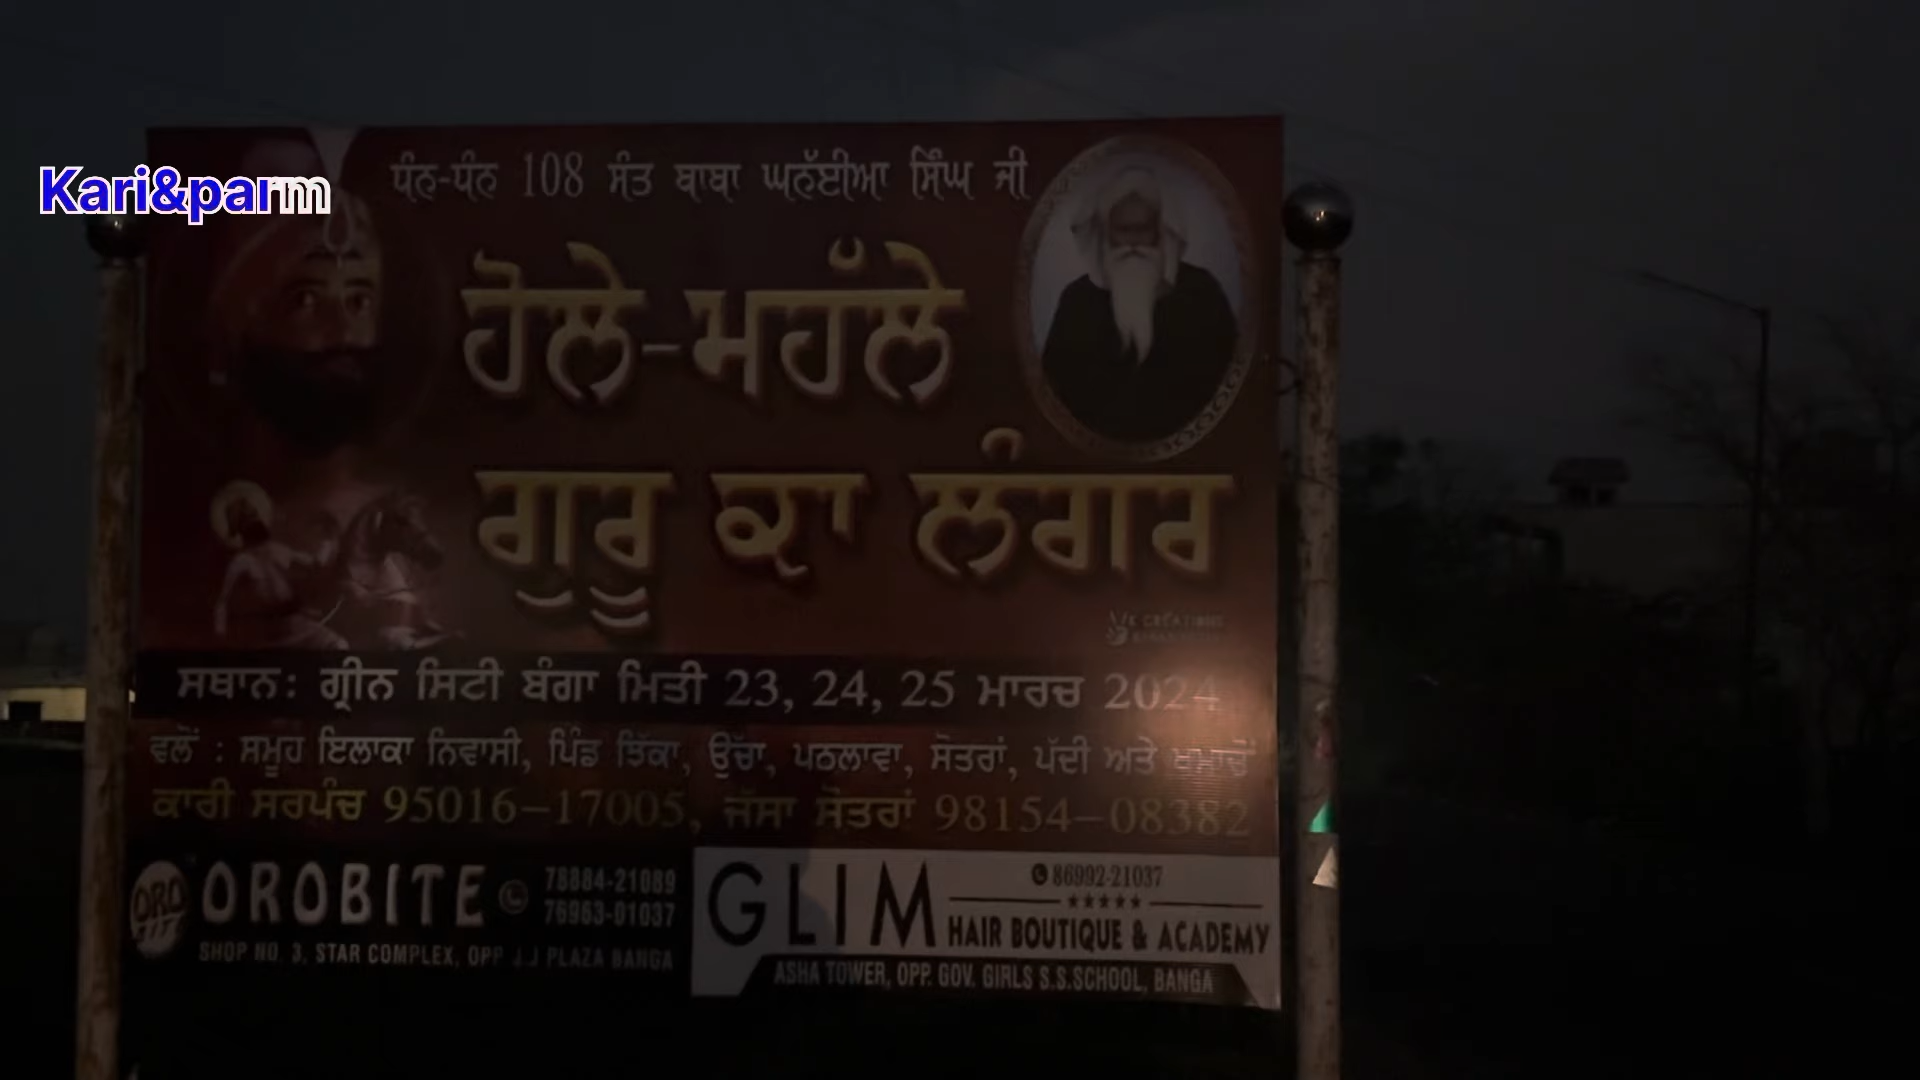 Kari&parm
ਧੰਨ-ਧੰਨ 108 ਸੰਤ ਬਾਬਾ ਘਨੱਈਆ ਸਿੰਘ ਜੀ
ਹੋਲੇ-ਮਹੱਲੇ
ਗੁਰੂ ਕਾ ਲੰਗਰ
CREATIONS
ਸਥਾਨ: ਗ੍ਰੀਨ ਸਿਟੀ ਬੰਗਾ ਮਿਤੀ 23, 24, 25 ਮਾਰਚ 2024
ਵਲੋਂ : ਸਮੂਹ ਇਲਾਕਾ ਨਿਵਾਸੀ, ਪਿੰਡ ਝਿੱਕਾ, ਉੱਚਾ, ਪਠਲਾਵਾ, ਸੋਤਰਾਂ, ਪੱਦੀ ਅਤੇ
ਕਾਰੀ ਸਰਪੰਚ 95016-17005, ਜੱਸਾ ਸੋਤਰਾਂ 98154-08382
ORO
OROBITE 78884-21089
76963-01037
SHOP NO. 3, STAR COMPLEX, OPP J.J PLAZA BANGA
GLIM 86992-21037
HAIR BOUTIQUE & ACADEMY
ASHA TOWER, OPP. GOV. GIRLS S.S.SCHOOL, BANGA